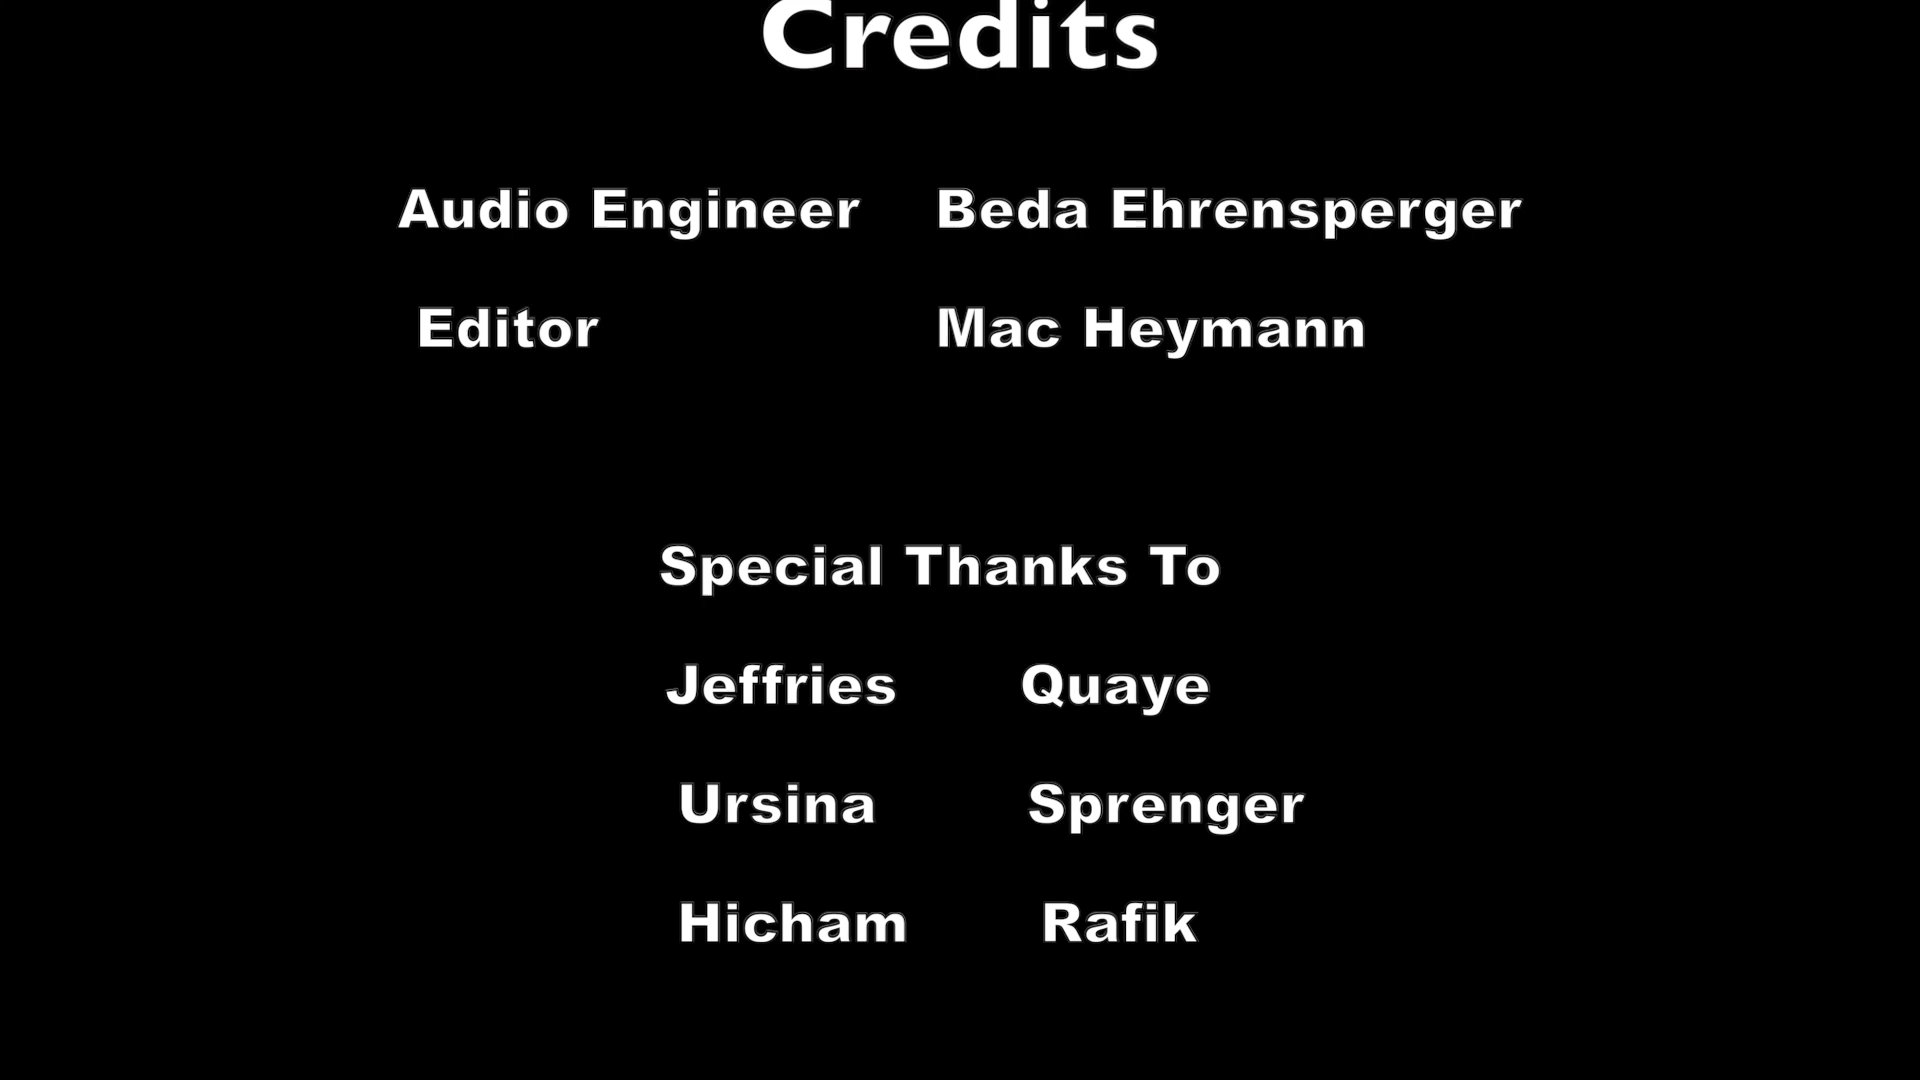 Credits
Audio Engineer Beda Ehrensperger
Editor Mac Heymann
Special Thanks To
Jeffries Quaye
Ursina Sprenger
Hicham Rafik